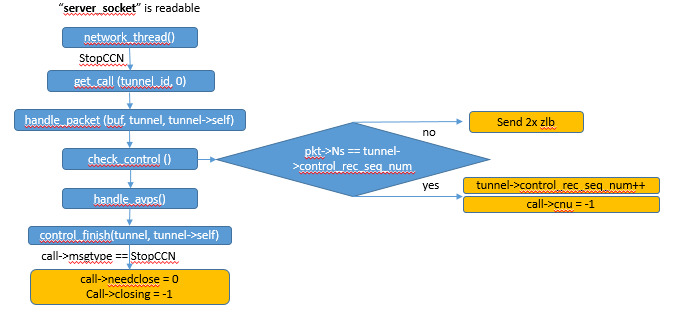 “server_socket” is readable
network_thread()
StopCCN
get_call (tunnel_id, 0)
handle_packet (buf, tunnel, tunnel->self)
check_control ()
handle_avps()
control_finish(tunnel, tunnel->self)
call->msgtype == StopCCN
call->needclose = 0
Call->closing = -1
pkt->Ns == tunnel-
>control_rec_seq_num
no
Send 2x zlb
yes
tunnel->control_rec_seq_num++
call->cnu = -1